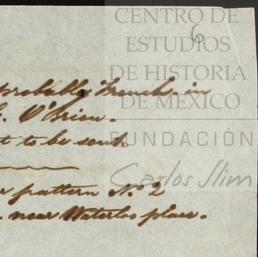 CENTRO DE
ESTUDIOS
DE HISTORIA
DE MÉXICO
FUNDACIÓN
Carlos Slim
6
probably French in
O'Brien.
to be sent
pattern No. 2
near Waterloo place.